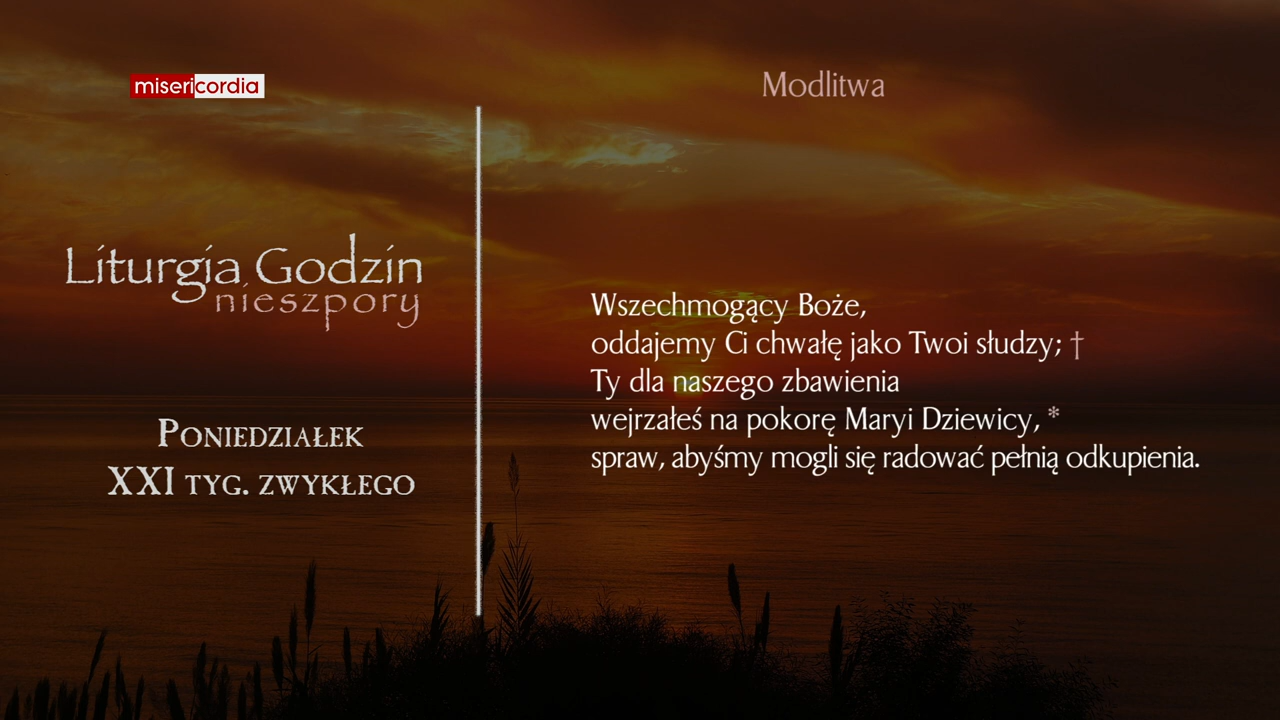 misericordia
Modlitwa
Liturgia Godzin
nieszpory
Poniedziałek
XXI tyg. zwykłego
Wszechmogący Boże,
oddajemy Ci chwałę jako Twoi słudzy; †
Ty dla naszego zbawienia
wejrzałeś na pokorę Maryi Dziewicy, *
spraw, abyśmy mogli się radować pełnią odkupienia.